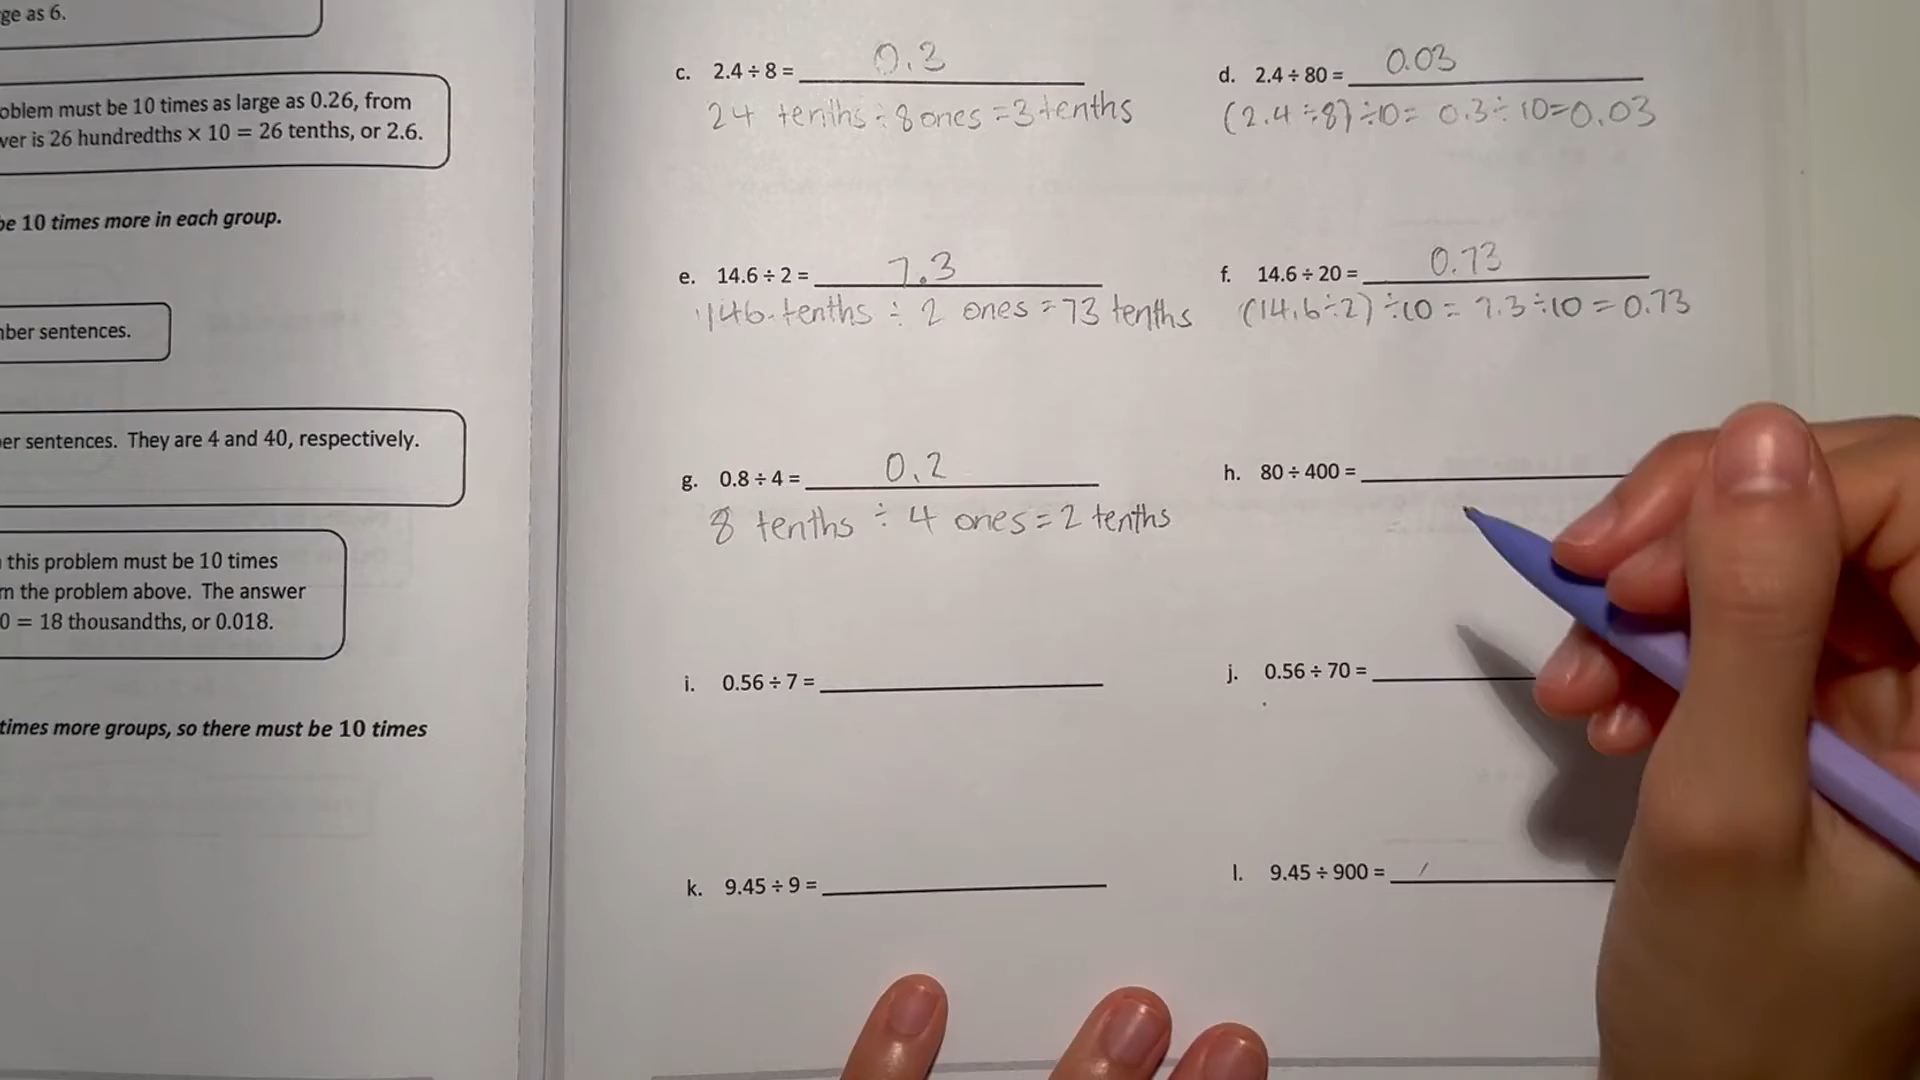 ge as 6.
oblem must be 10 times as large as 0.26, from
ver is 26 hundredths × 10 = 26 tenths, or 2.6.
be 10 times more in each group.
ber sentences.
er sentences. They are 4 and 40, respectively.
this problem must be 10 times
m the problem above. The answer
0 = 18 thousandths, or 0.018.
times more groups, so there must be 10 times
c. 2.4 ÷ 8 = 0.3
24 tenths ÷ 8 ones = 3 tenths
d. 2.4 ÷ 80 = 0.03
(2.4 ÷ 8) ÷ 10 = 0.3 ÷ 10 = 0.03
e. 14.6 ÷ 2 = 7.3
146 tenths ÷ 2 ones = 73 tenths
f. 14.6 ÷ 20 = 0.73
(14.6 ÷ 2) ÷ 10 = 7.3 ÷ 10 = 0.73
g. 0.8 ÷ 4 = 0.2
8 tenths ÷ 4 ones = 2 tenths
h. 80 ÷ 400 =
i. 0.56 ÷ 7 =
j. 0.56 ÷ 70 =
k. 9.45 ÷ 9 =
l. 9.45 ÷ 900 =